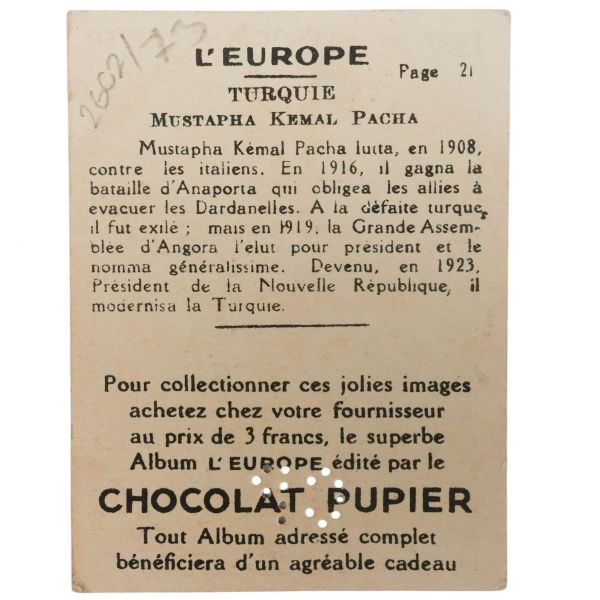 2602/73
L'EUROPE
Page 21
TURQUIE
MUSTAPHA KEMAL PACHA
Mustapha Kémal Pacha lutta, en 1908,
contre les italiens. En 1916, il gagna la
bataille d'Anaporta qui obligea les allies à
évacuer les Dardanelles. A la défaite turque,
il fut exilé ; mais en 1919, la Grande Assem-
blée d'Angora l'élut pour président et le
nomma généralissime. Devenu, en 1923,
Président de la Nouvelle République, il
modernisa la Turquie.
Pour collectionner ces jolies images
achetez chez votre fournisseur
au prix de 3 francs, le superbe
Album L'EUROPE édité par le
CHOCOLAT PUPIER
Tout Album adressé complet
bénéficiera d'un agréable cadeau